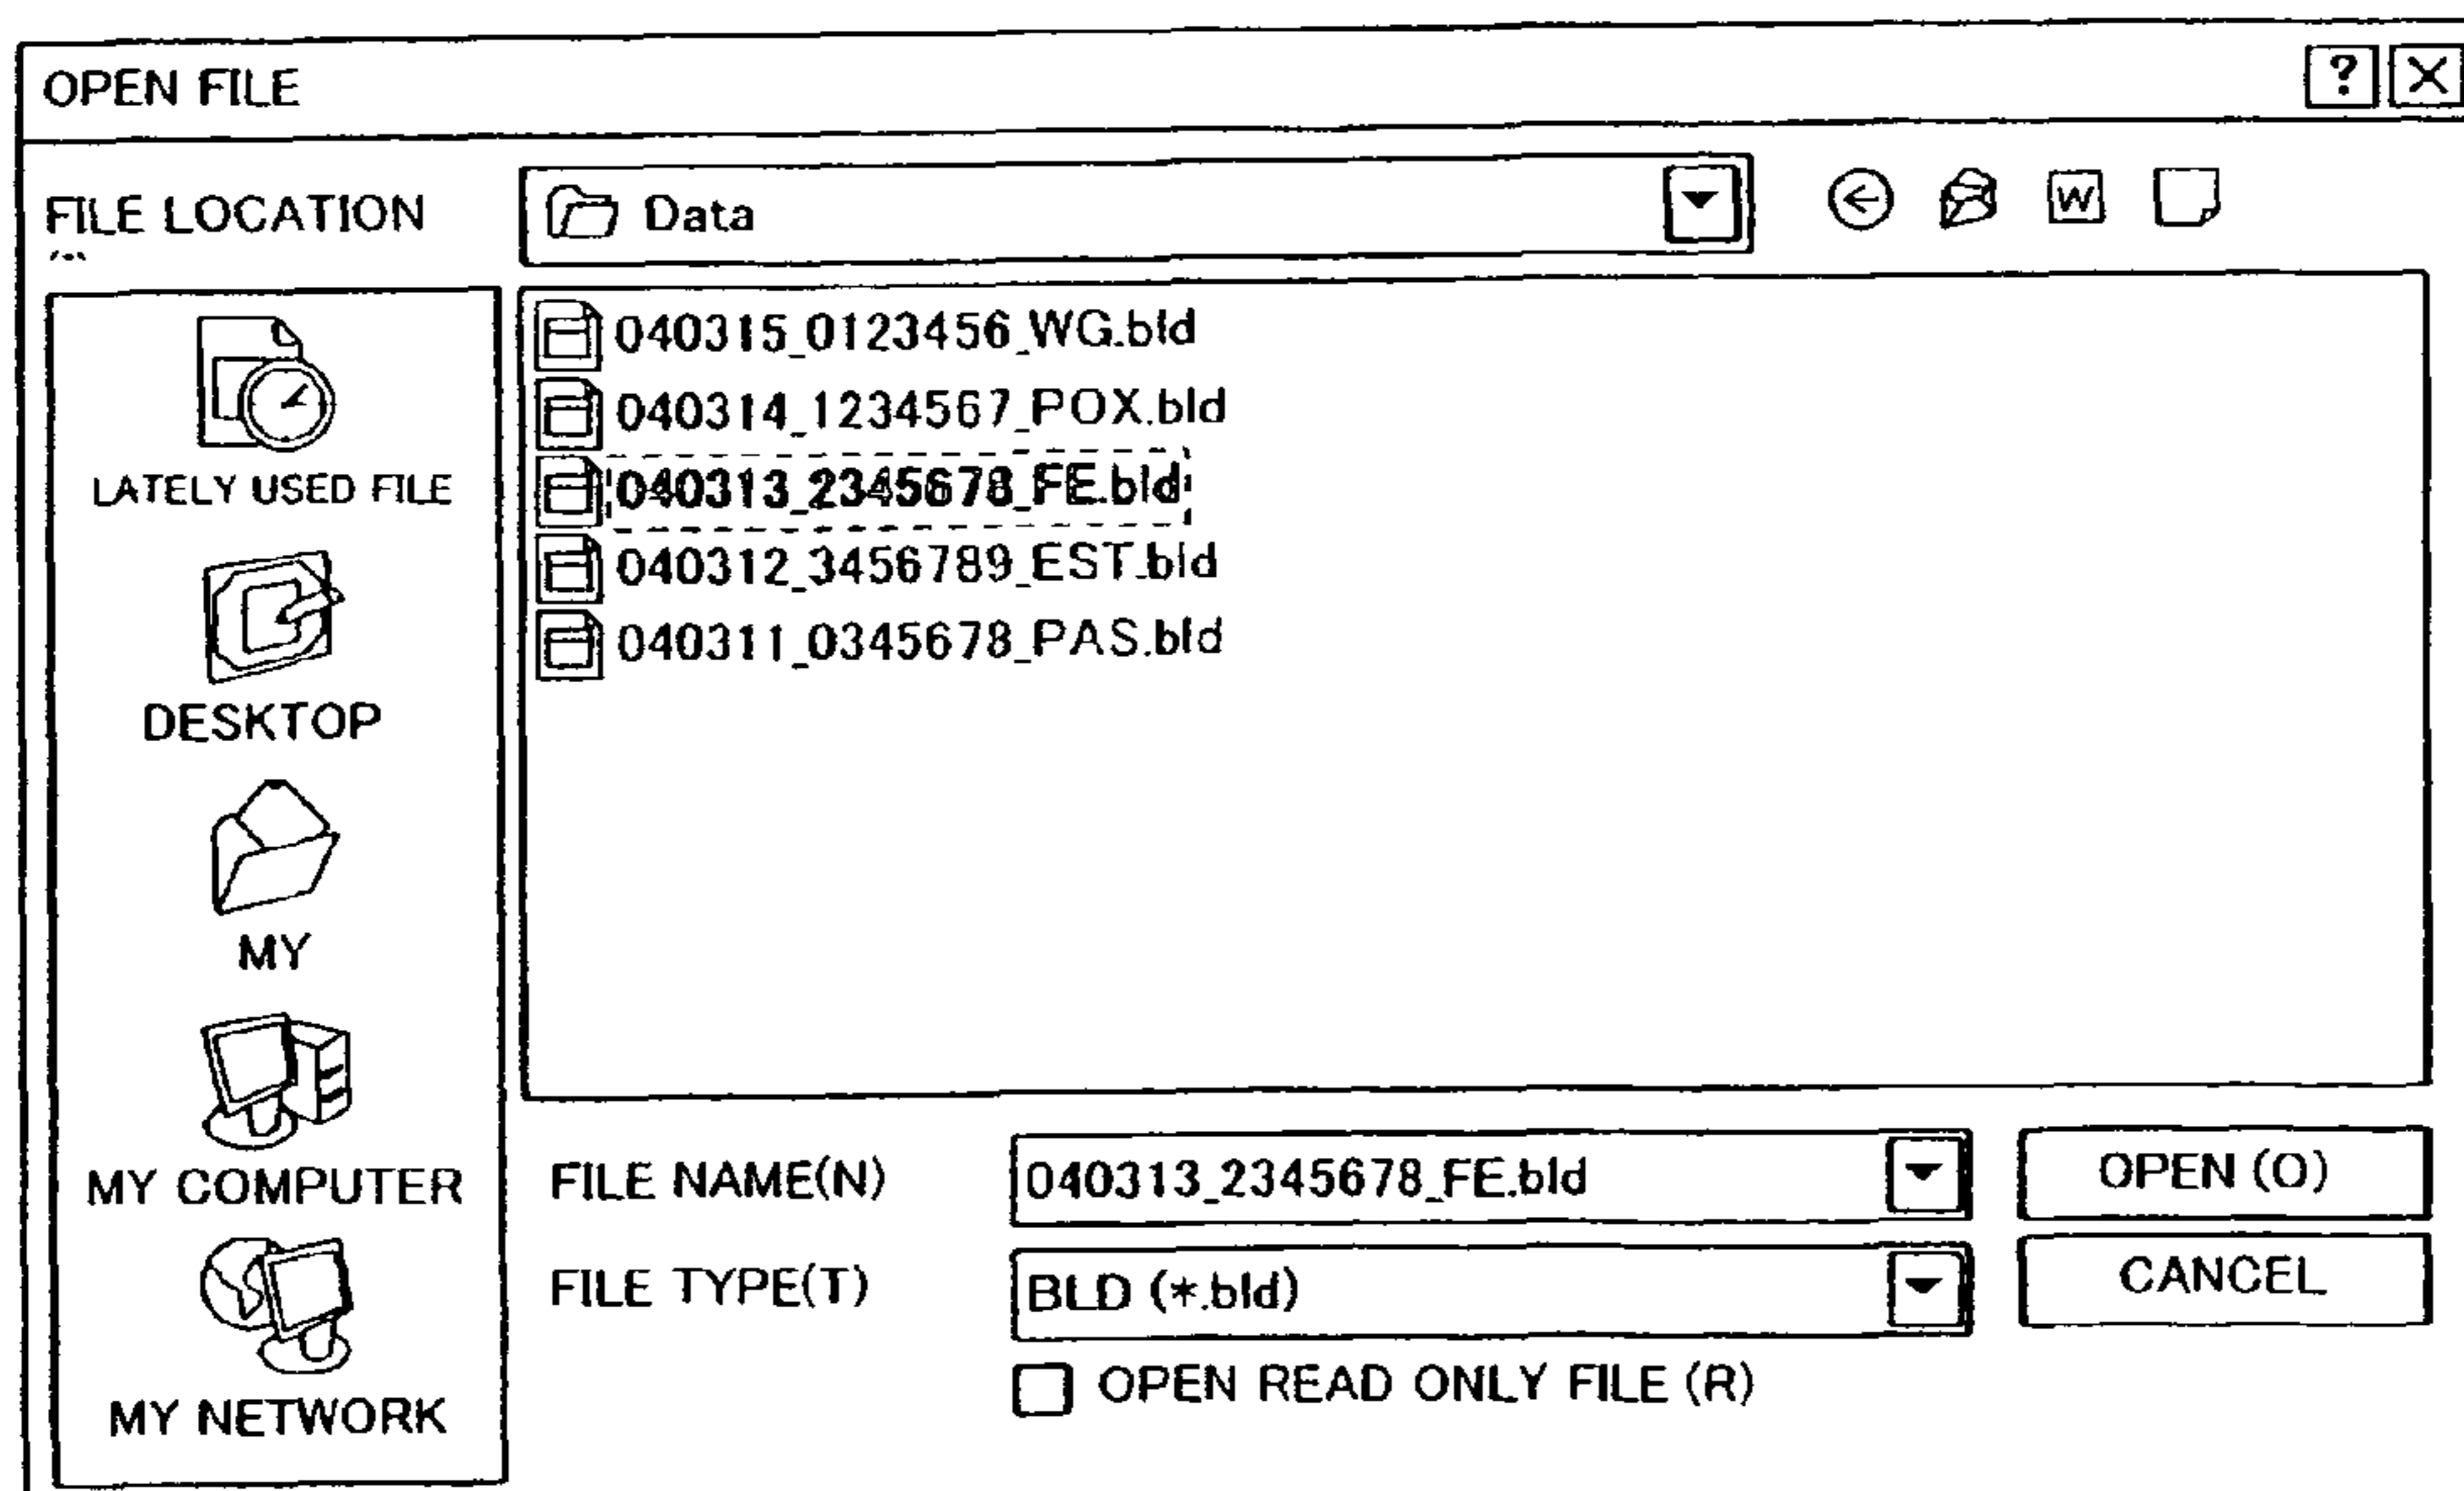 OPEN FILE ? X
FILE LOCATION Data W
040315_0123456_WG.bld
040314_1234567_POX.bld
040313_2345678_FE.bld
040312_3456789_EST.bld
040311_0345678_PAS.bld
LATELY USED FILE
DESKTOP
MY
MY COMPUTER
MY NETWORK
FILE NAME(N) 040313_2345678_FE.bld OPEN (O)
FILE TYPE(T) BLD (*.bld) CANCEL
OPEN READ ONLY FILE (R)